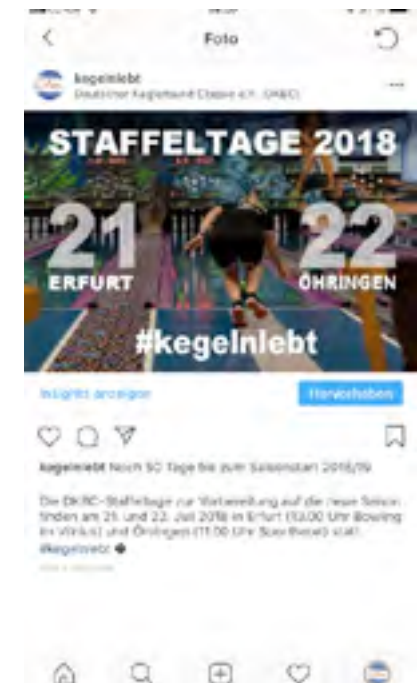 Foto
kegelnlebt
Deutscher Keglerbund Classic e.V. (DKBC)
STAFFELTAGE 2018
21
22
ERFURT
ÖHRINGEN
#kegelnlebt
Insights anzeigen
Hervorheben
kegelnlebt Noch 50 Tage bis zum Saisonstart 2018/19
Die DKBC-Staffeltage zur Vorbereitung auf die neue Saison
finden am 21. und 22. Juli 2018 in Erfurt (13.00 Uhr Bowling
im Vilnius) und Öhringen (11.00 Uhr Sporthotel) statt.
#kegelnlebt